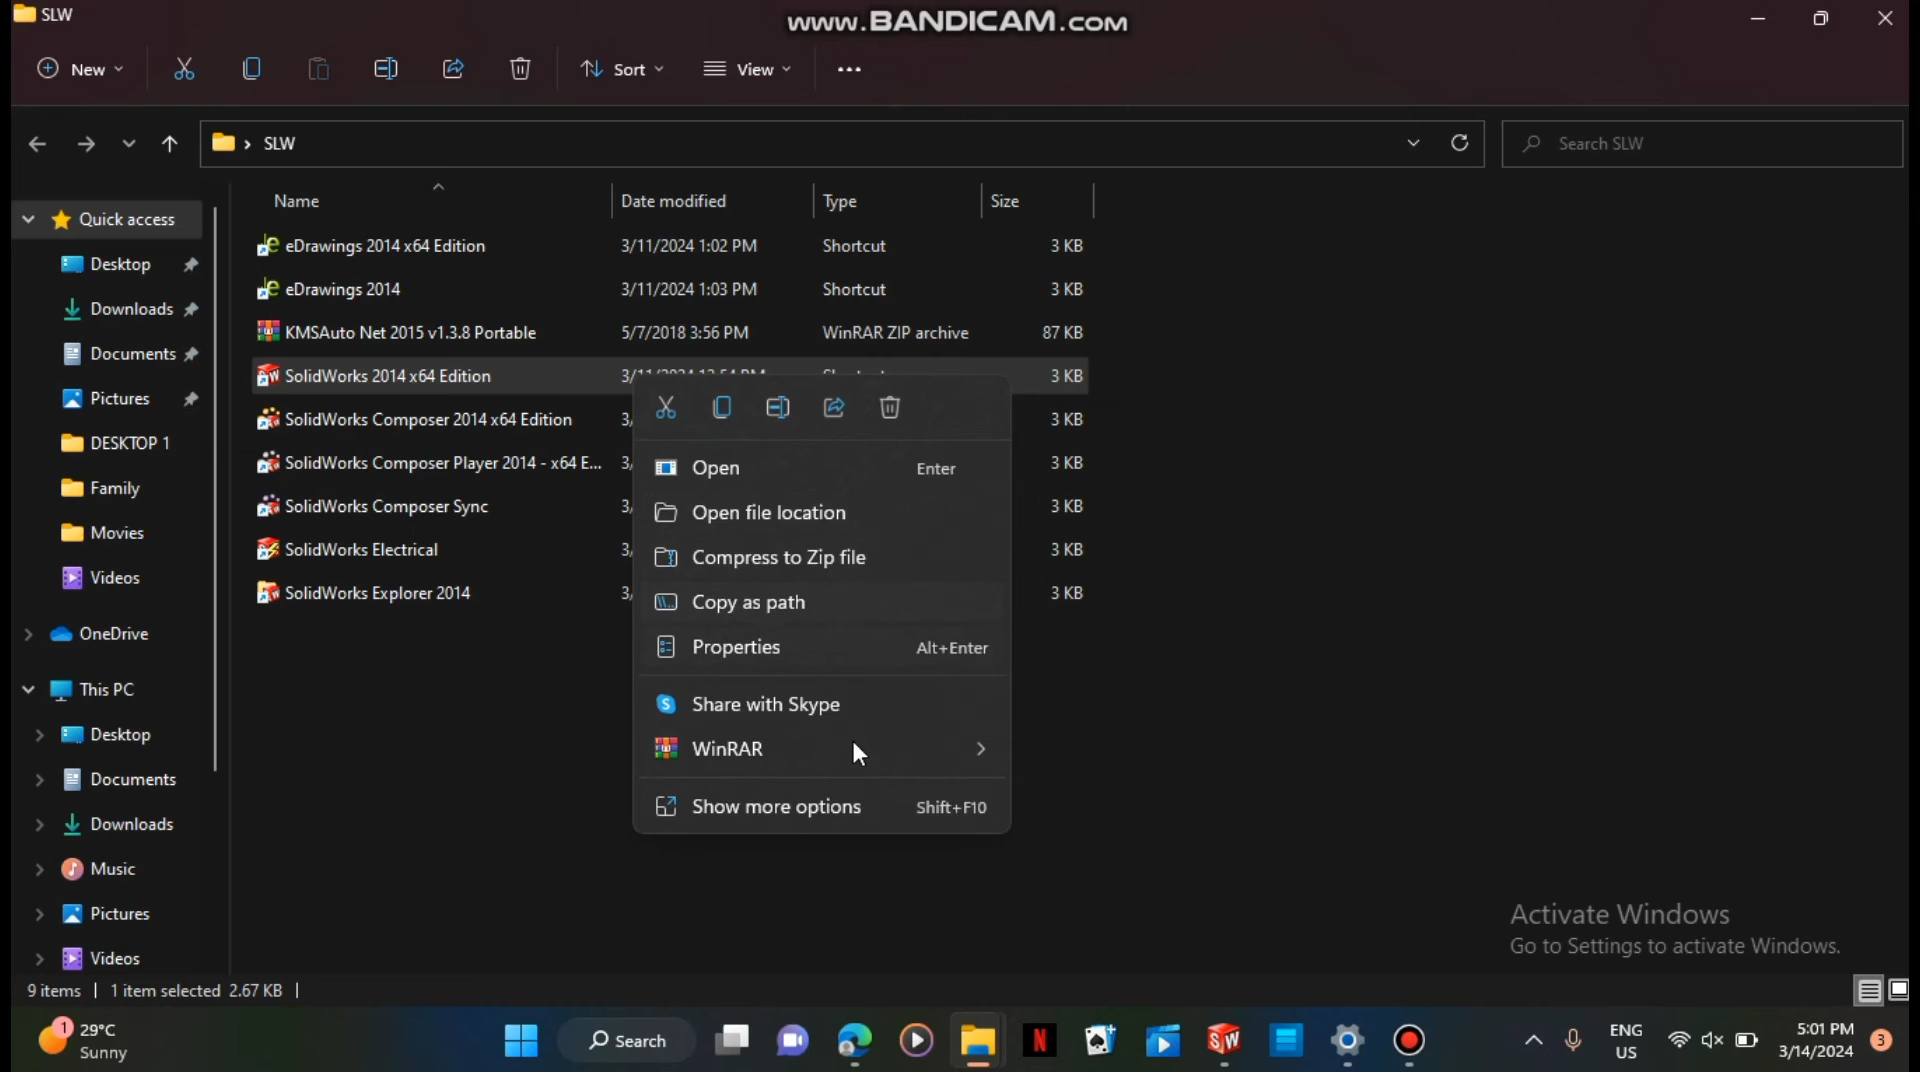 SLW
www.BANDICAM.com
New
Sort
View
SLW
Search SLW
Name
Date modified
Type
Size
Quick access
Desktop
Downloads
Documents
Pictures
DESKTOP 1
Family
Movies
Videos
OneDrive
This PC
Desktop
Documents
Downloads
Music
Pictures
Videos
eDrawings 2014 x64 Edition 3/11/2024 1:02 PM Shortcut 3 KB
eDrawings 2014 3/11/2024 1:03 PM Shortcut 3 KB
KMSAuto Net 2015 v1.3.8 Portable 5/7/2018 3:56 PM WinRAR ZIP archive 87 KB
SolidWorks 2014 x64 Edition 3 KB
SolidWorks Composer 2014 x64 Edition 3/ 3 KB
SolidWorks Composer Player 2014 - x64 E... 3/ 3 KB
SolidWorks Composer Sync 3/ 3 KB
SolidWorks Electrical 3/ 3 KB
SolidWorks Explorer 2014 3/ 3 KB
Open Enter
Open file location
Compress to Zip file
Copy as path
Properties Alt+Enter
Share with Skype
WinRAR
Show more options Shift+F10
Activate Windows
Go to Settings to activate Windows.
9 items 1 item selected 2.67 KB
1
29°C
Sunny
Search
N
SW
ENG
US
5:01 PM
3/14/2024
3